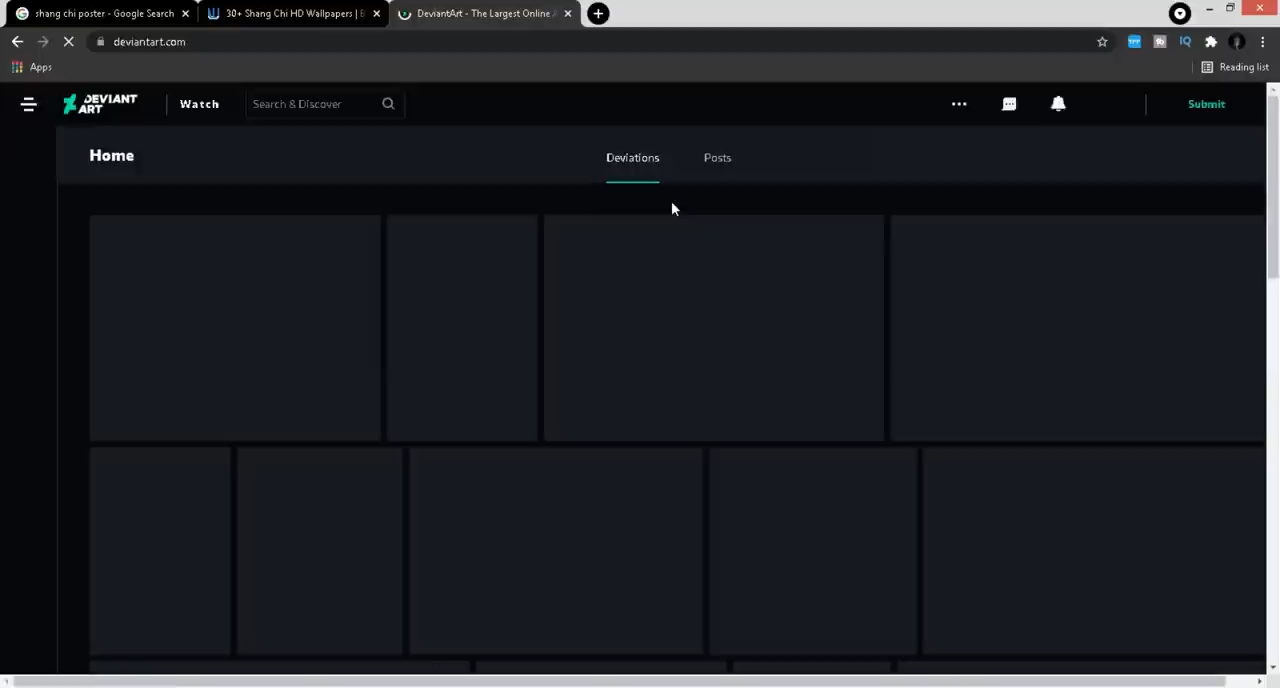 shang chi poster - Google Search
30+ Shang Chi HD Wallpapers |
DeviantArt - The Largest Online
deviantart.com
IQ
Apps
Reading list
DEVIANT ART
Watch
Search & Discover
Submit
Home
Deviations
Posts